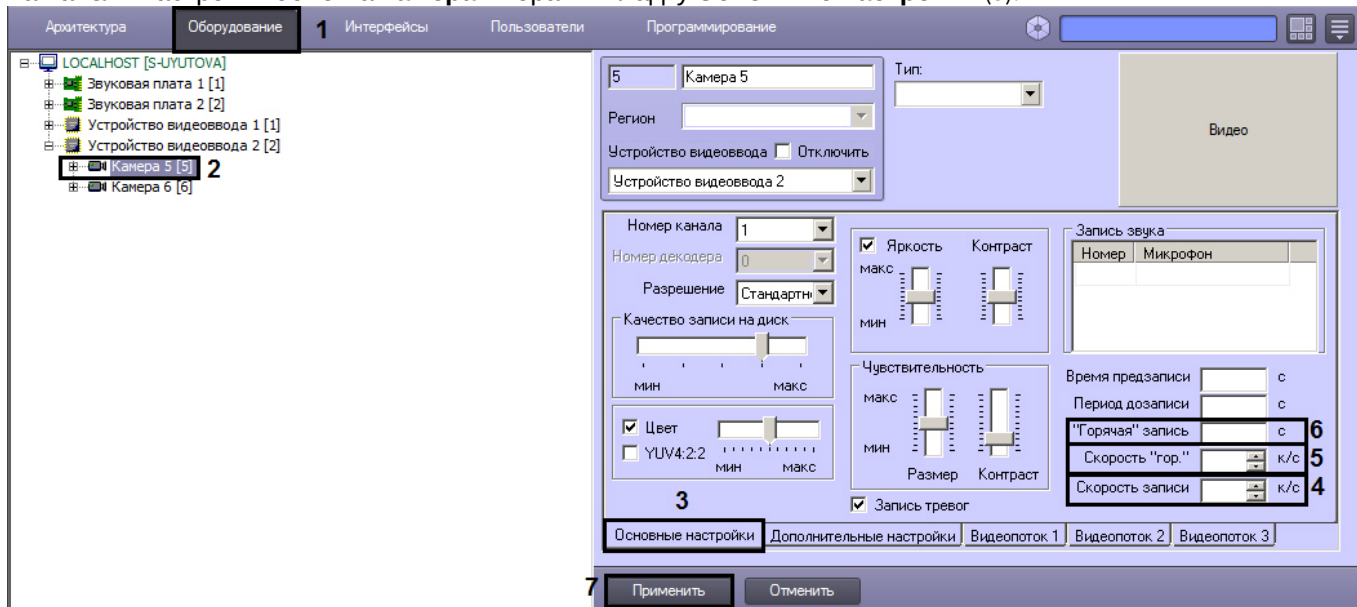 Архитектура Оборудование 1 Интерфейсы Пользователи Программирование
LOCALHOST [S-UYUTOVA]
Звуковая плата 1 [1]
Звуковая плата 2 [2]
Устройство видеоввода 1 [1]
Устройство видеоввода 2 [2]
Камера 5 [5] 2
Камера 6 [6]
5 Камера 5
Тип:
Регион
Устройство видеоввода Отключить
Устройство видеоввода 2
Видео
Номер канала 1
Номер декодера 0
Разрешение Стандартн
Качество записи на диск
мин макс
Цвет
YUV4:2:2
мин макс
Яркость Контраст
макс
мин
Чувствительность
макс
мин
Размер Контраст
Запись тревог
Запись звука
Номер Микрофон
Время предзаписи с
Период дозаписи с
"Горячая" запись с 6
Скорость "гор." к/с 5
Скорость записи к/с 4
3
Основные настройки Дополнительные настройки Видеопоток 1 Видеопоток 2 Видеопоток 3
7 Применить Отменить